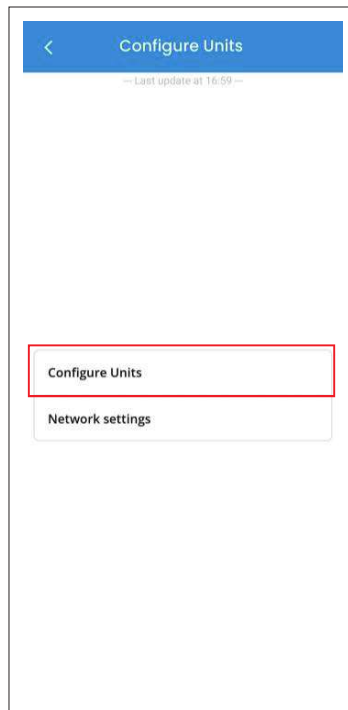 Configure Units
--- Last update at 16:59 ---
Configure Units
Network settings